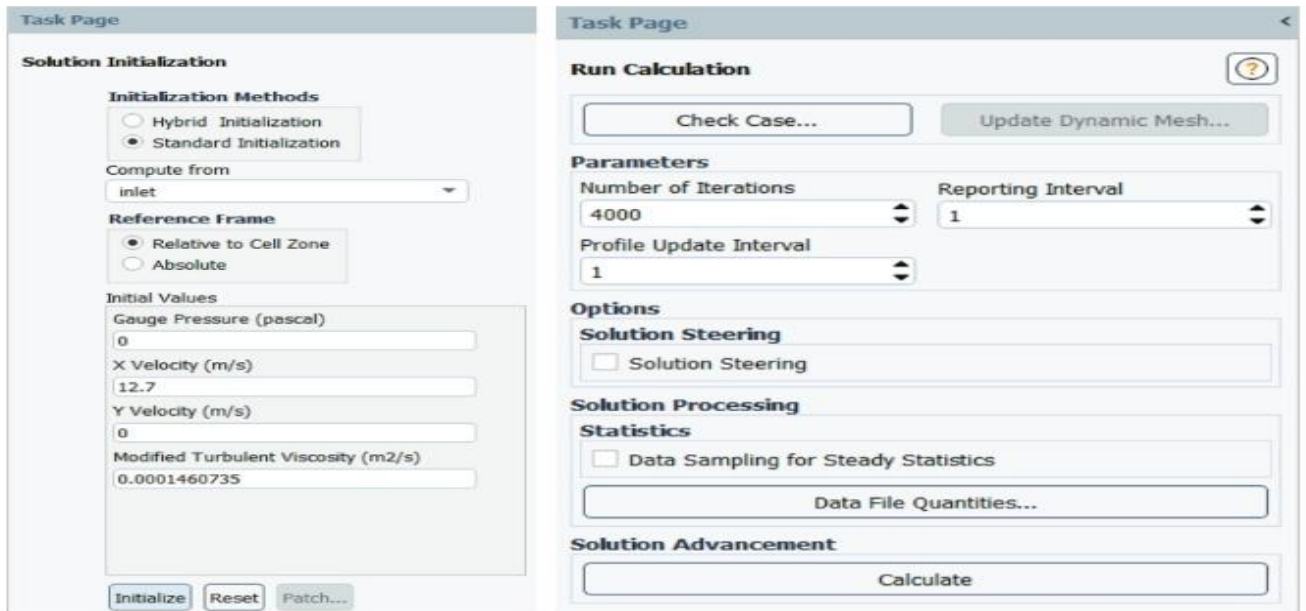 Task Page
Solution Initialization
Initialization Methods
Hybrid Initialization
Standard Initialization
Compute from
inlet
Reference Frame
Relative to Cell Zone
Absolute
Initial Values
Gauge Pressure (pascal)
0
X Velocity (m/s)
12.7
Y Velocity (m/s)
0
Modified Turbulent Viscosity (m2/s)
0.0001460735
Initialize Reset Patch...
Task Page <
Run Calculation ?
Check Case... Update Dynamic Mesh...
Parameters
Number of Iterations Reporting Interval
4000 1
Profile Update Interval
1
Options
Solution Steering
Solution Steering
Solution Processing
Statistics
Data Sampling for Steady Statistics
Data File Quantities...
Solution Advancement
Calculate